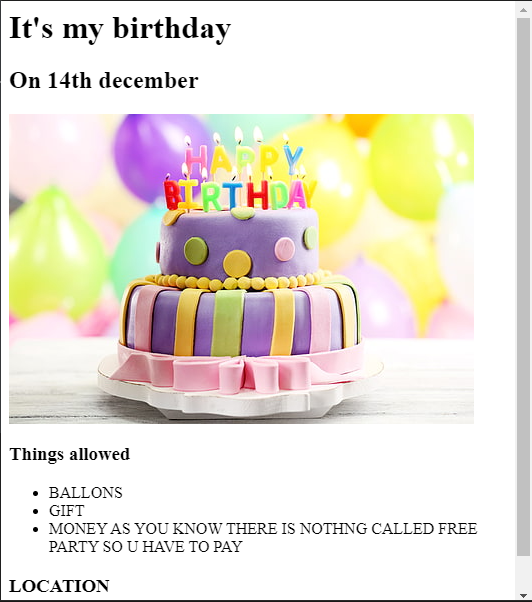 It's my birthday
On 14th december
HAPPY
BIRTHDAY
Things allowed
BALLONS
GIFT
MONEY AS YOU KNOW THERE IS NOTHNG CALLED FREE
PARTY SO U HAVE TO PAY
LOCATION